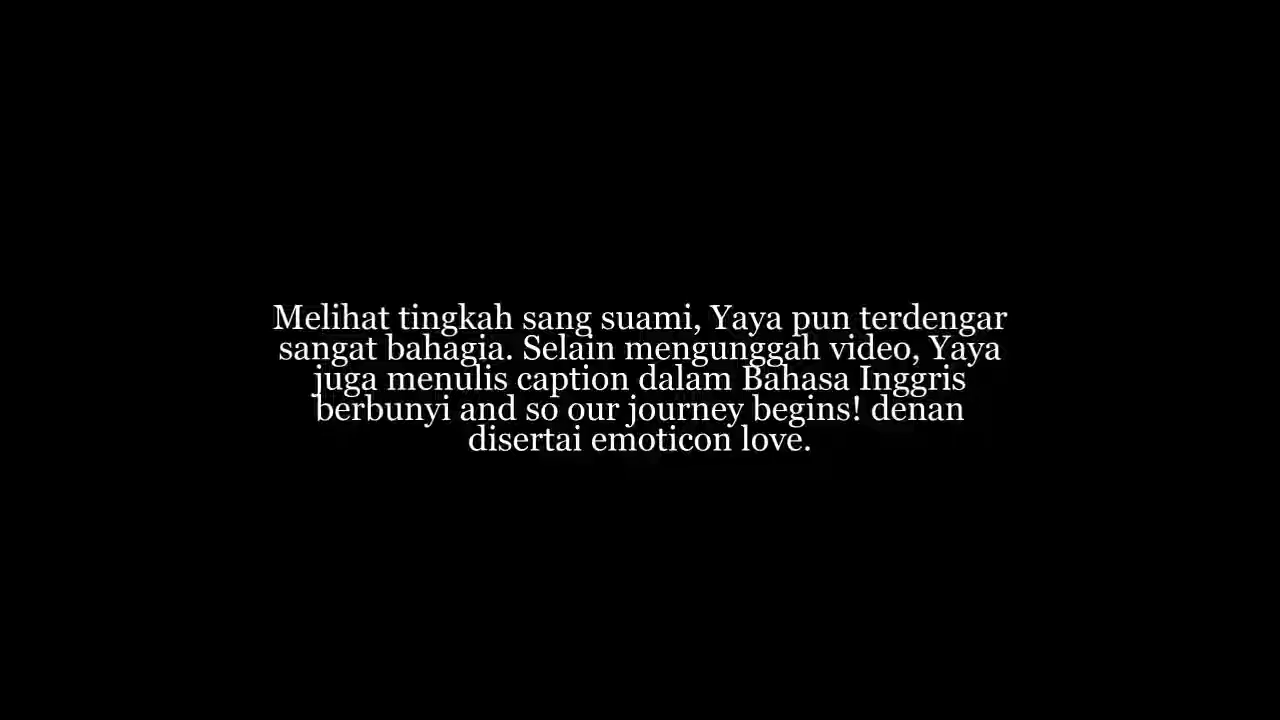 Melihat tingkah sang suami, Yaya pun terdengar
sangat bahagia. Selain mengunggah video, Yaya
juga menulis caption dalam Bahasa Inggris
berbunyi and so our journey begins! denan
disertai emoticon love.